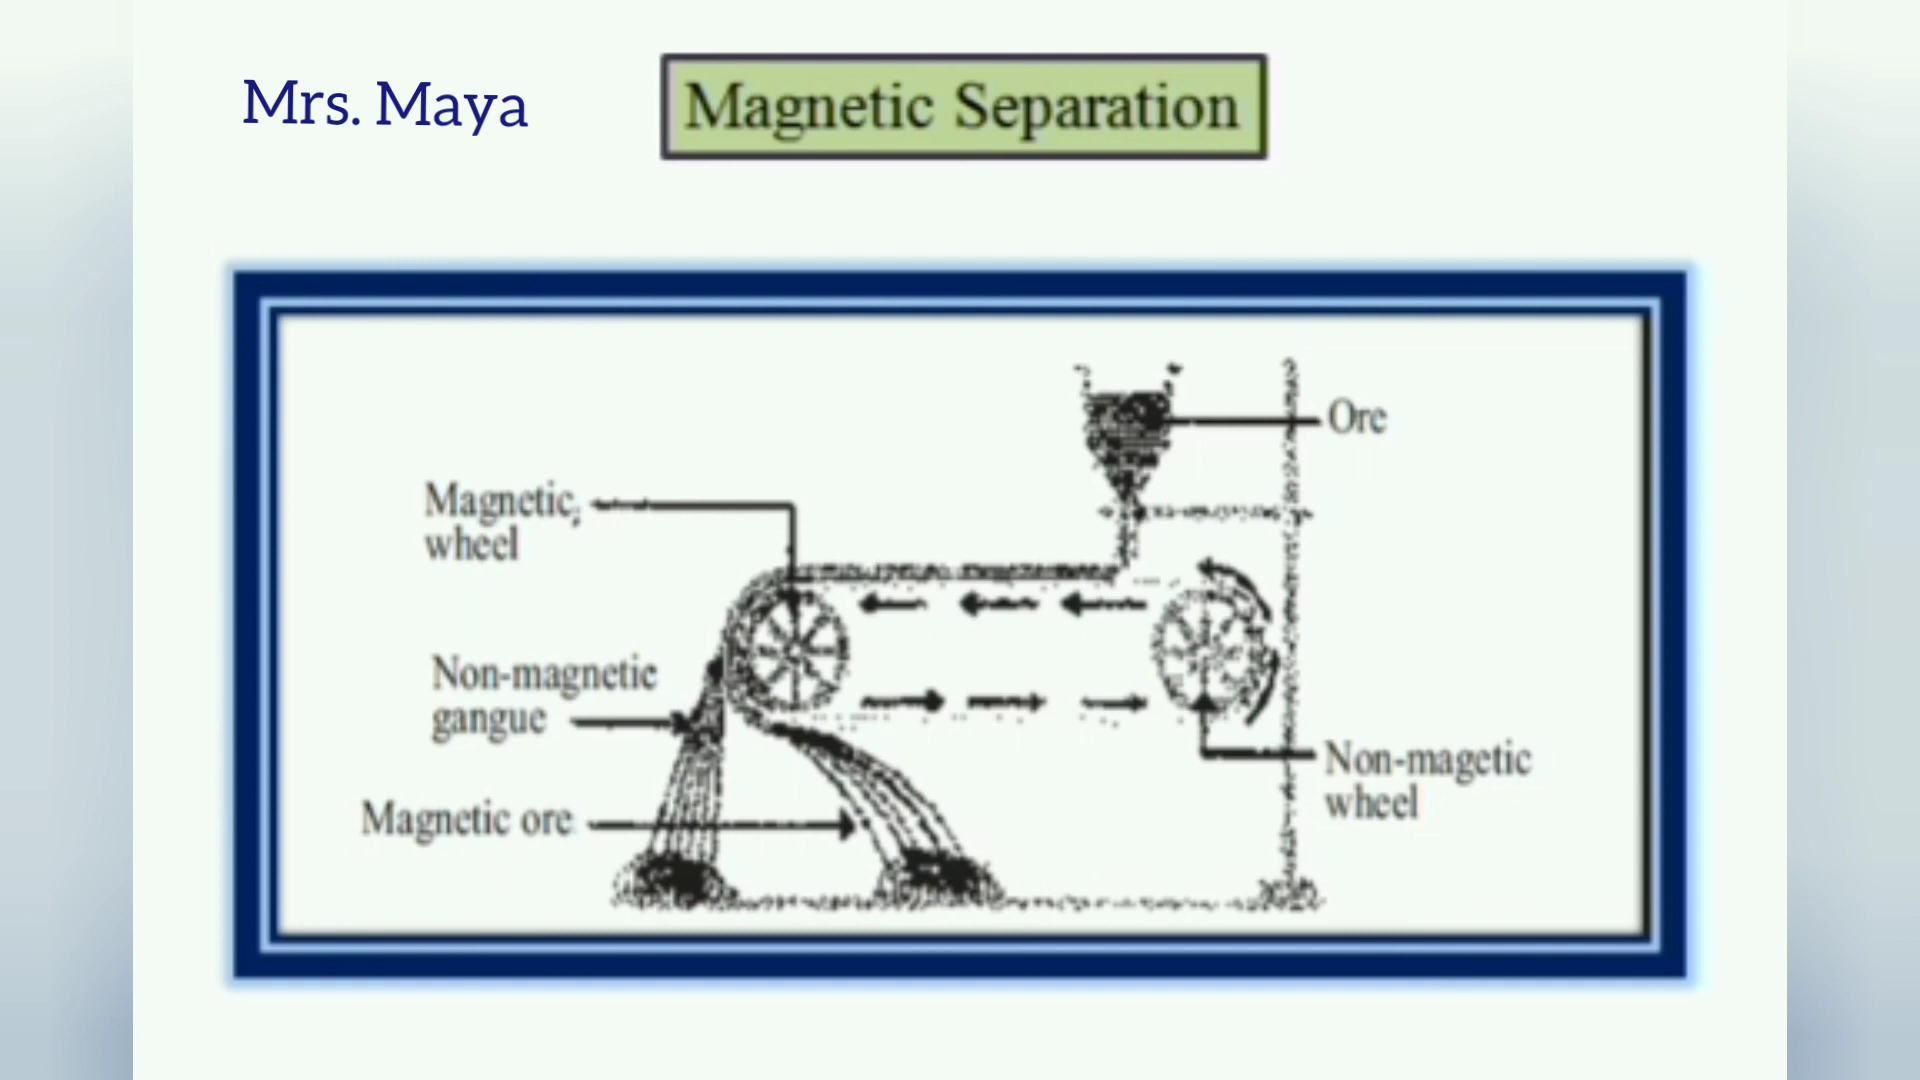 Mrs. Maya
Magnetic Separation
Ore
Magnetic
wheel
Non-magnetic
gangue
Magnetic ore
Non-magetic
wheel